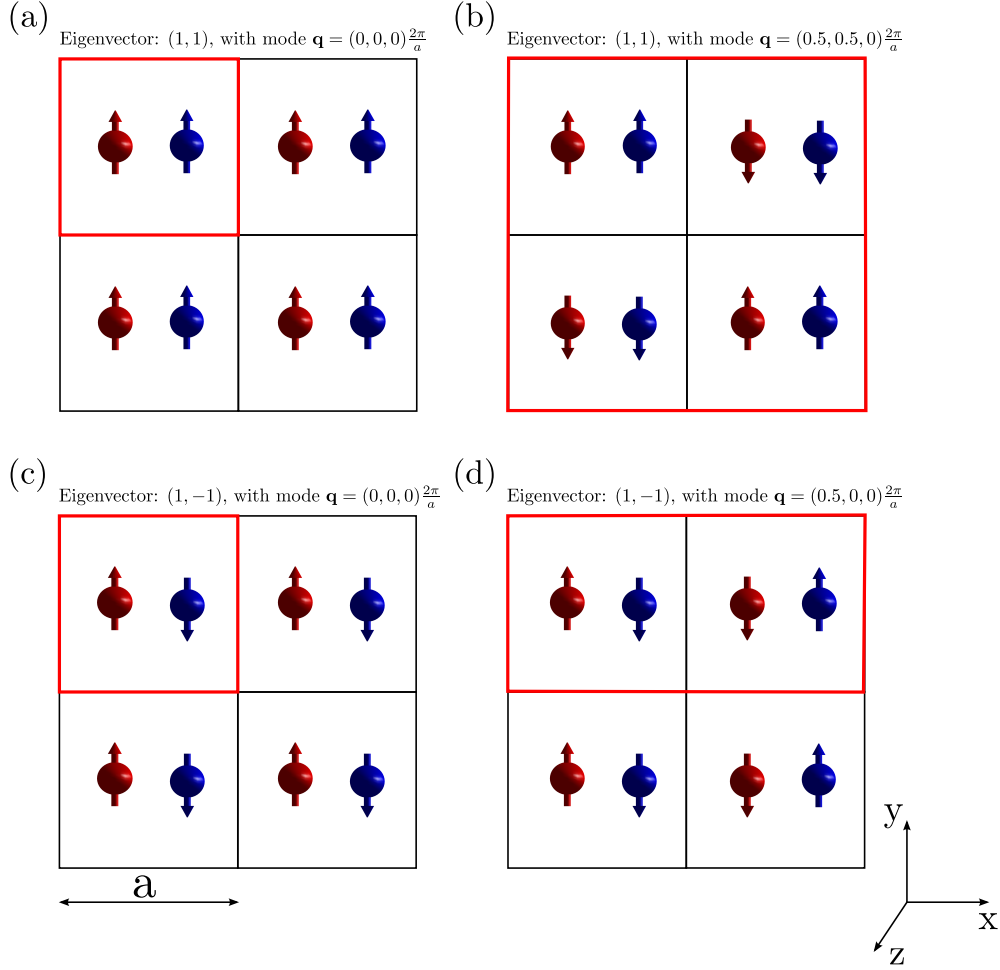 (a)
Eigenvector: (1, 1), with mode q = (0, 0, 0)2π/a
(b)
Eigenvector: (1, 1), with mode q = (0.5, 0.5, 0)2π/a
(c)
Eigenvector: (1, −1), with mode q = (0, 0, 0)2π/a
(d)
Eigenvector: (1, −1), with mode q = (0.5, 0, 0)2π/a
a
y
x
z